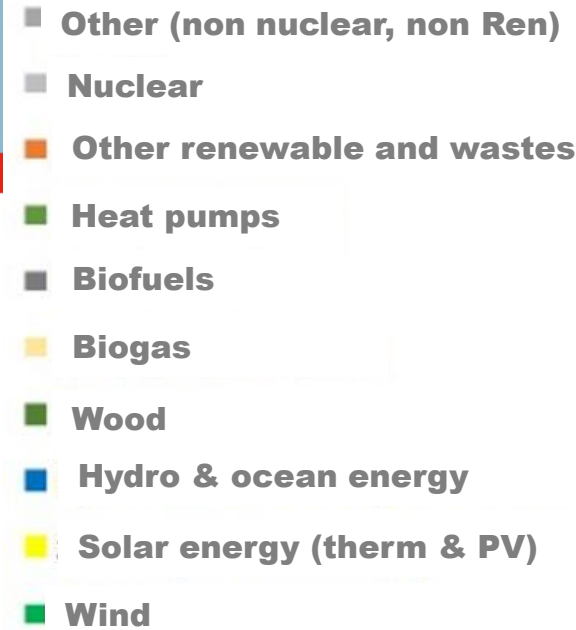 Other (non nuclear, non Ren)
Nuclear
Other renewable and wastes
Heat pumps
Biofuels
Biogas
Wood
Hydro & ocean energy
Solar energy (therm & PV)
Wind